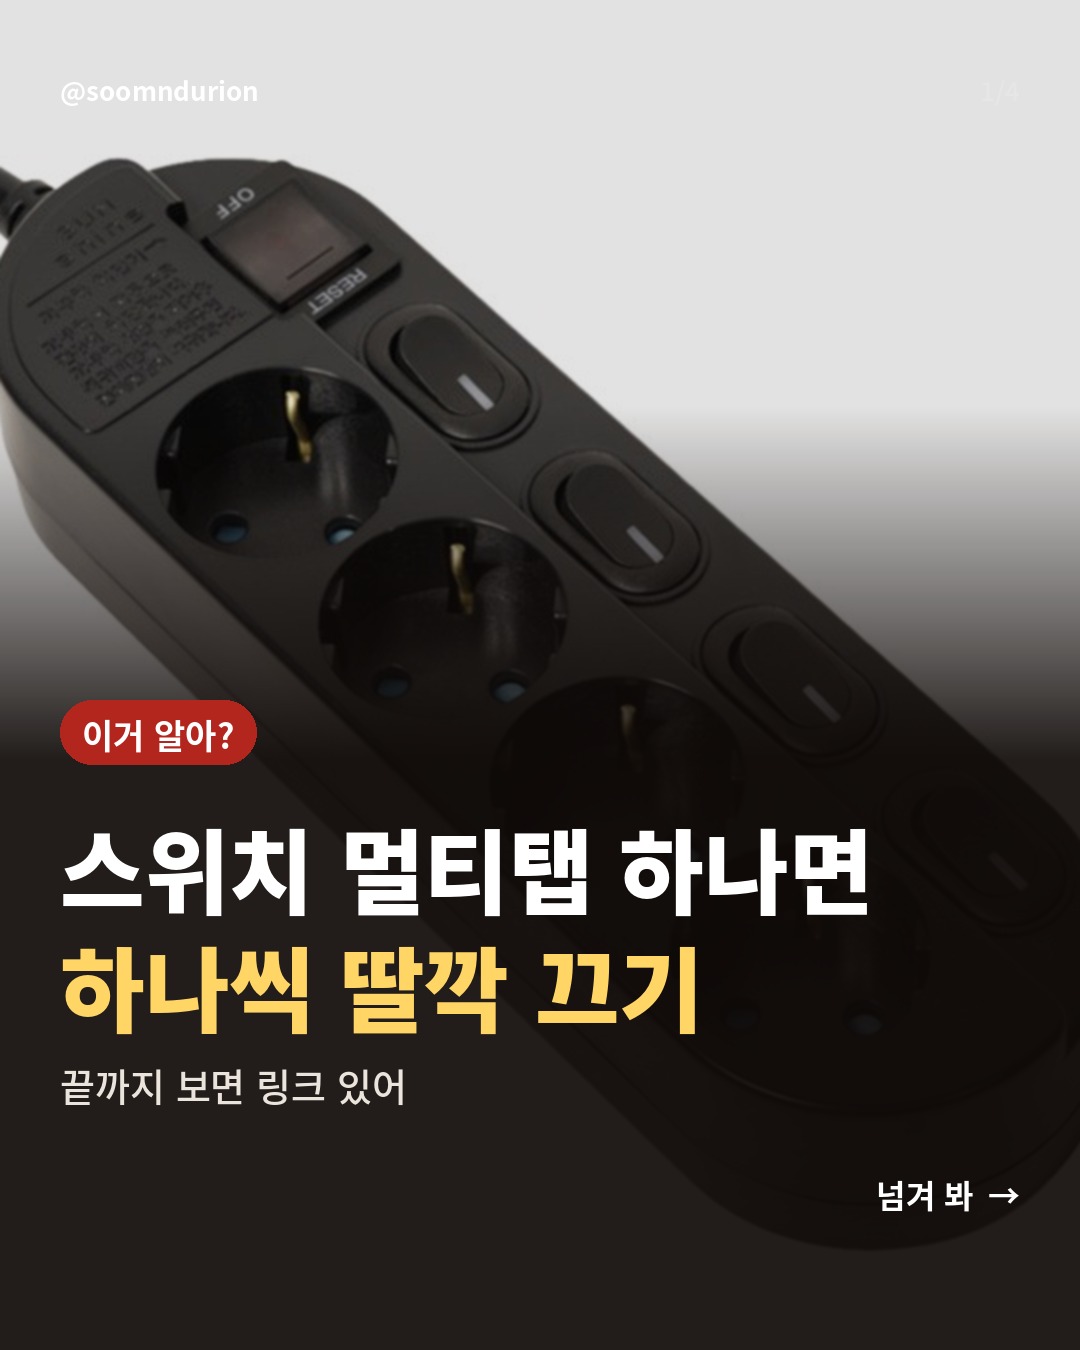 @soomndurion
1/4
OFF
RESET
이거 알아?
스위치 멀티탭 하나면
하나씩 딸깍 끄기
끝까지 보면 링크 있어
넘겨 봐 →